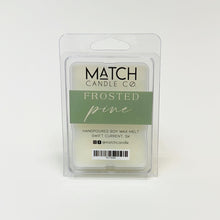 MATCH
CANDLE CO
FROSTED
pine
HANDPOURED SOY WAX MELT
SWIFT CURRENT, SK
@matchcandle